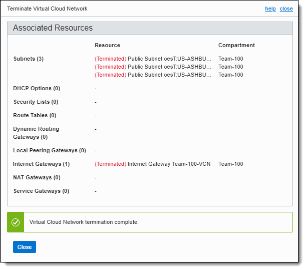 Terminate Virtual Cloud Network help close
Associated Resources
Resource Compartment
Subnets (3) (Terminated) Public Subnet oesT:US-ASHBU... Team-100
(Terminated) Public Subnet oesT:US-ASHBU... Team-100
(Terminated) Public Subnet oesT:US-ASHBU... Team-100
DHCP Options (0) -
Security Lists (0) -
Route Tables (0) -
Dynamic Routing
Gateways (0) -
Local Peering Gateways (0) -
Internet Gateways (1) (Terminated) Internet Gateway Team-100-VCN Team-100
NAT Gateways (0) -
Service Gateways (0) -
Virtual Cloud Network termination complete.
Close